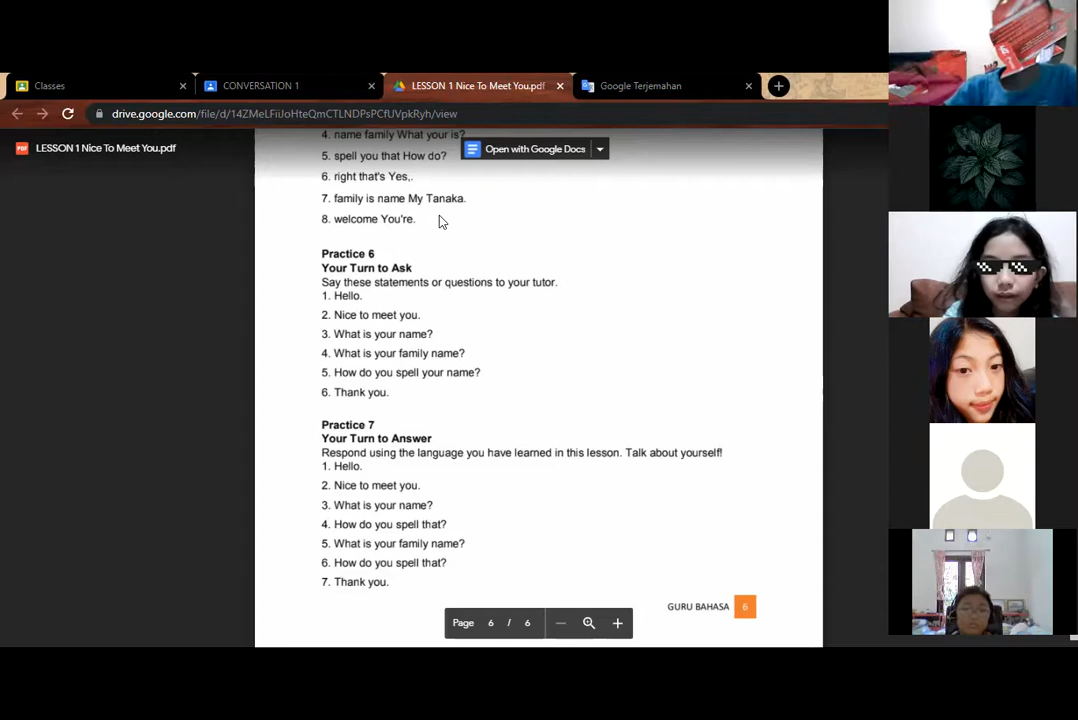 Classes
CONVERSATION 1
LESSON 1 Nice To Meet You.pdf
Google Terjemahan
drive.google.com/file/d/14ZMeLFiiJoHteQmCTLNDPsPCfUVpkRyh/view
LESSON 1 Nice To Meet You.pdf
Open with Google Docs
4. name family What your is?
5. spell you that How do?
6. right that's Yes,.
7. family is name My Tanaka.
8. welcome You're.
Practice 6
Your Turn to Ask
Say these statements or questions to your tutor.
1. Hello.
2. Nice to meet you.
3. What is your name?
4. What is your family name?
5. How do you spell your name?
6. Thank you.
Practice 7
Your Turn to Answer
Respond using the language you have learned in this lesson. Talk about yourself!
1. Hello.
2. Nice to meet you.
3. What is your name?
4. How do you spell that?
5. What is your family name?
6. How do you spell that?
7. Thank you.
GURU BAHASA 6
Page 6 / 6